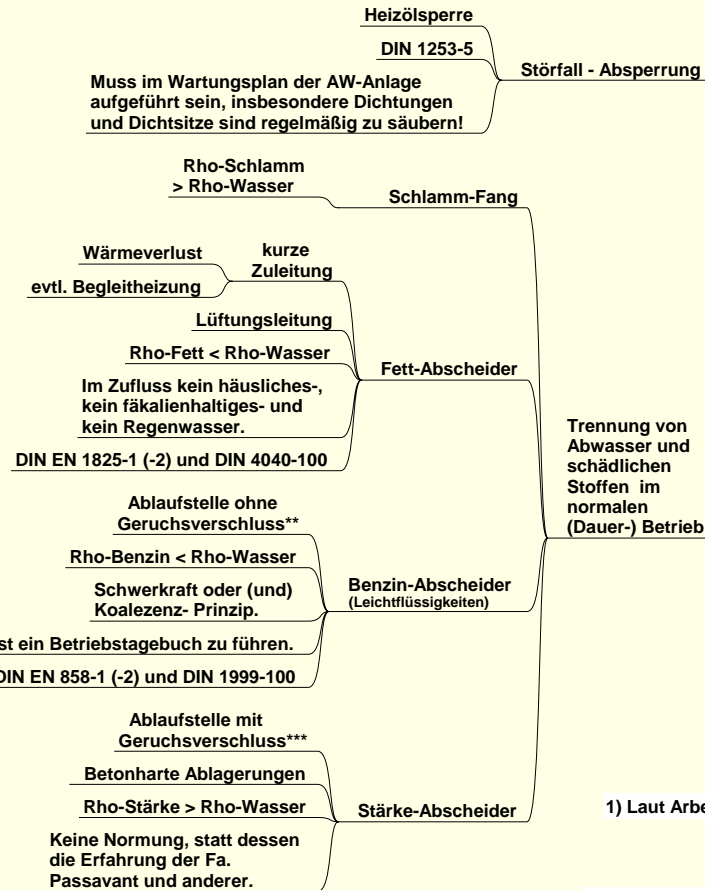 Heizölsperre
DIN 1253-5
Muss im Wartungsplan der AW-Anlage
aufgeführt sein, insbesondere Dichtungen
und Dichtsitze sind regelmäßig zu säubern!
Störfall - Absperrung
Rho-Schlamm
> Rho-Wasser
Schlamm-Fang
Wärmeverlust
evtl. Begleitheizung
kurze
Zuleitung
Lüftungsleitung
Rho-Fett < Rho-Wasser
Im Zufluss kein häusliches-,
kein fäkalienhaltiges- und
kein Regenwasser.
DIN EN 1825-1 (-2) und DIN 4040-100
Fett-Abscheider
Ablaufstelle ohne
Geruchsverschluss**
Rho-Benzin < Rho-Wasser
Schwerkraft oder (und)
Koalezenz- Prinzip.
st ein Betriebstagebuch zu führen.
DIN EN 858-1 (-2) und DIN 1999-100
Benzin-Abscheider
(Leichtflüssigkeiten)
Ablaufstelle mit
Geruchsverschluss***
Betonharte Ablagerungen
Rho-Stärke > Rho-Wasser
Keine Normung, statt dessen
die Erfahrung der Fa.
Passavant und anderer.
Stärke-Abscheider
Trennung von
Abwasser und
schädlichen
Stoffen im
normalen
(Dauer-) Betrieb
1) Laut Arbe